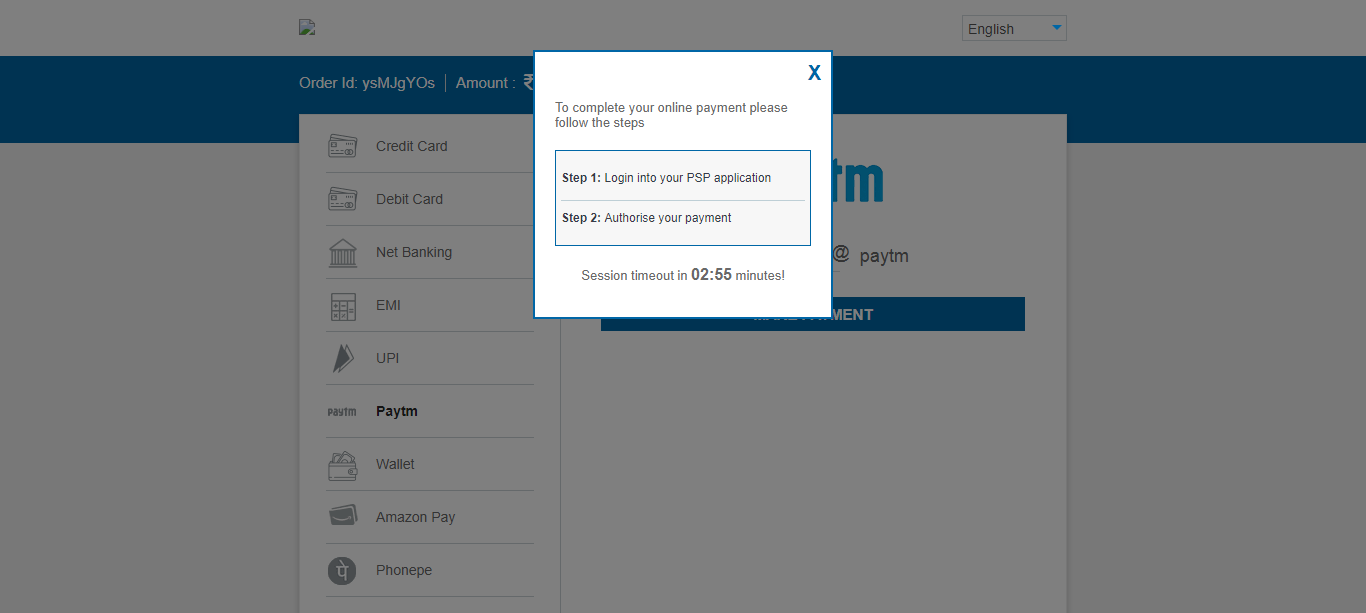 English
Order Id: ysMJgYOs
Amount : ₹
X
To complete your online payment please
follow the steps
Step 1: Login into your PSP application
Step 2: Authorise your payment
Session timeout in 02:55 minutes!
Credit Card
Debit Card
Net Banking
EMI
UPI
paytm Paytm
Wallet
Amazon Pay
पे Phonepe
tm
@ paytm
MENT